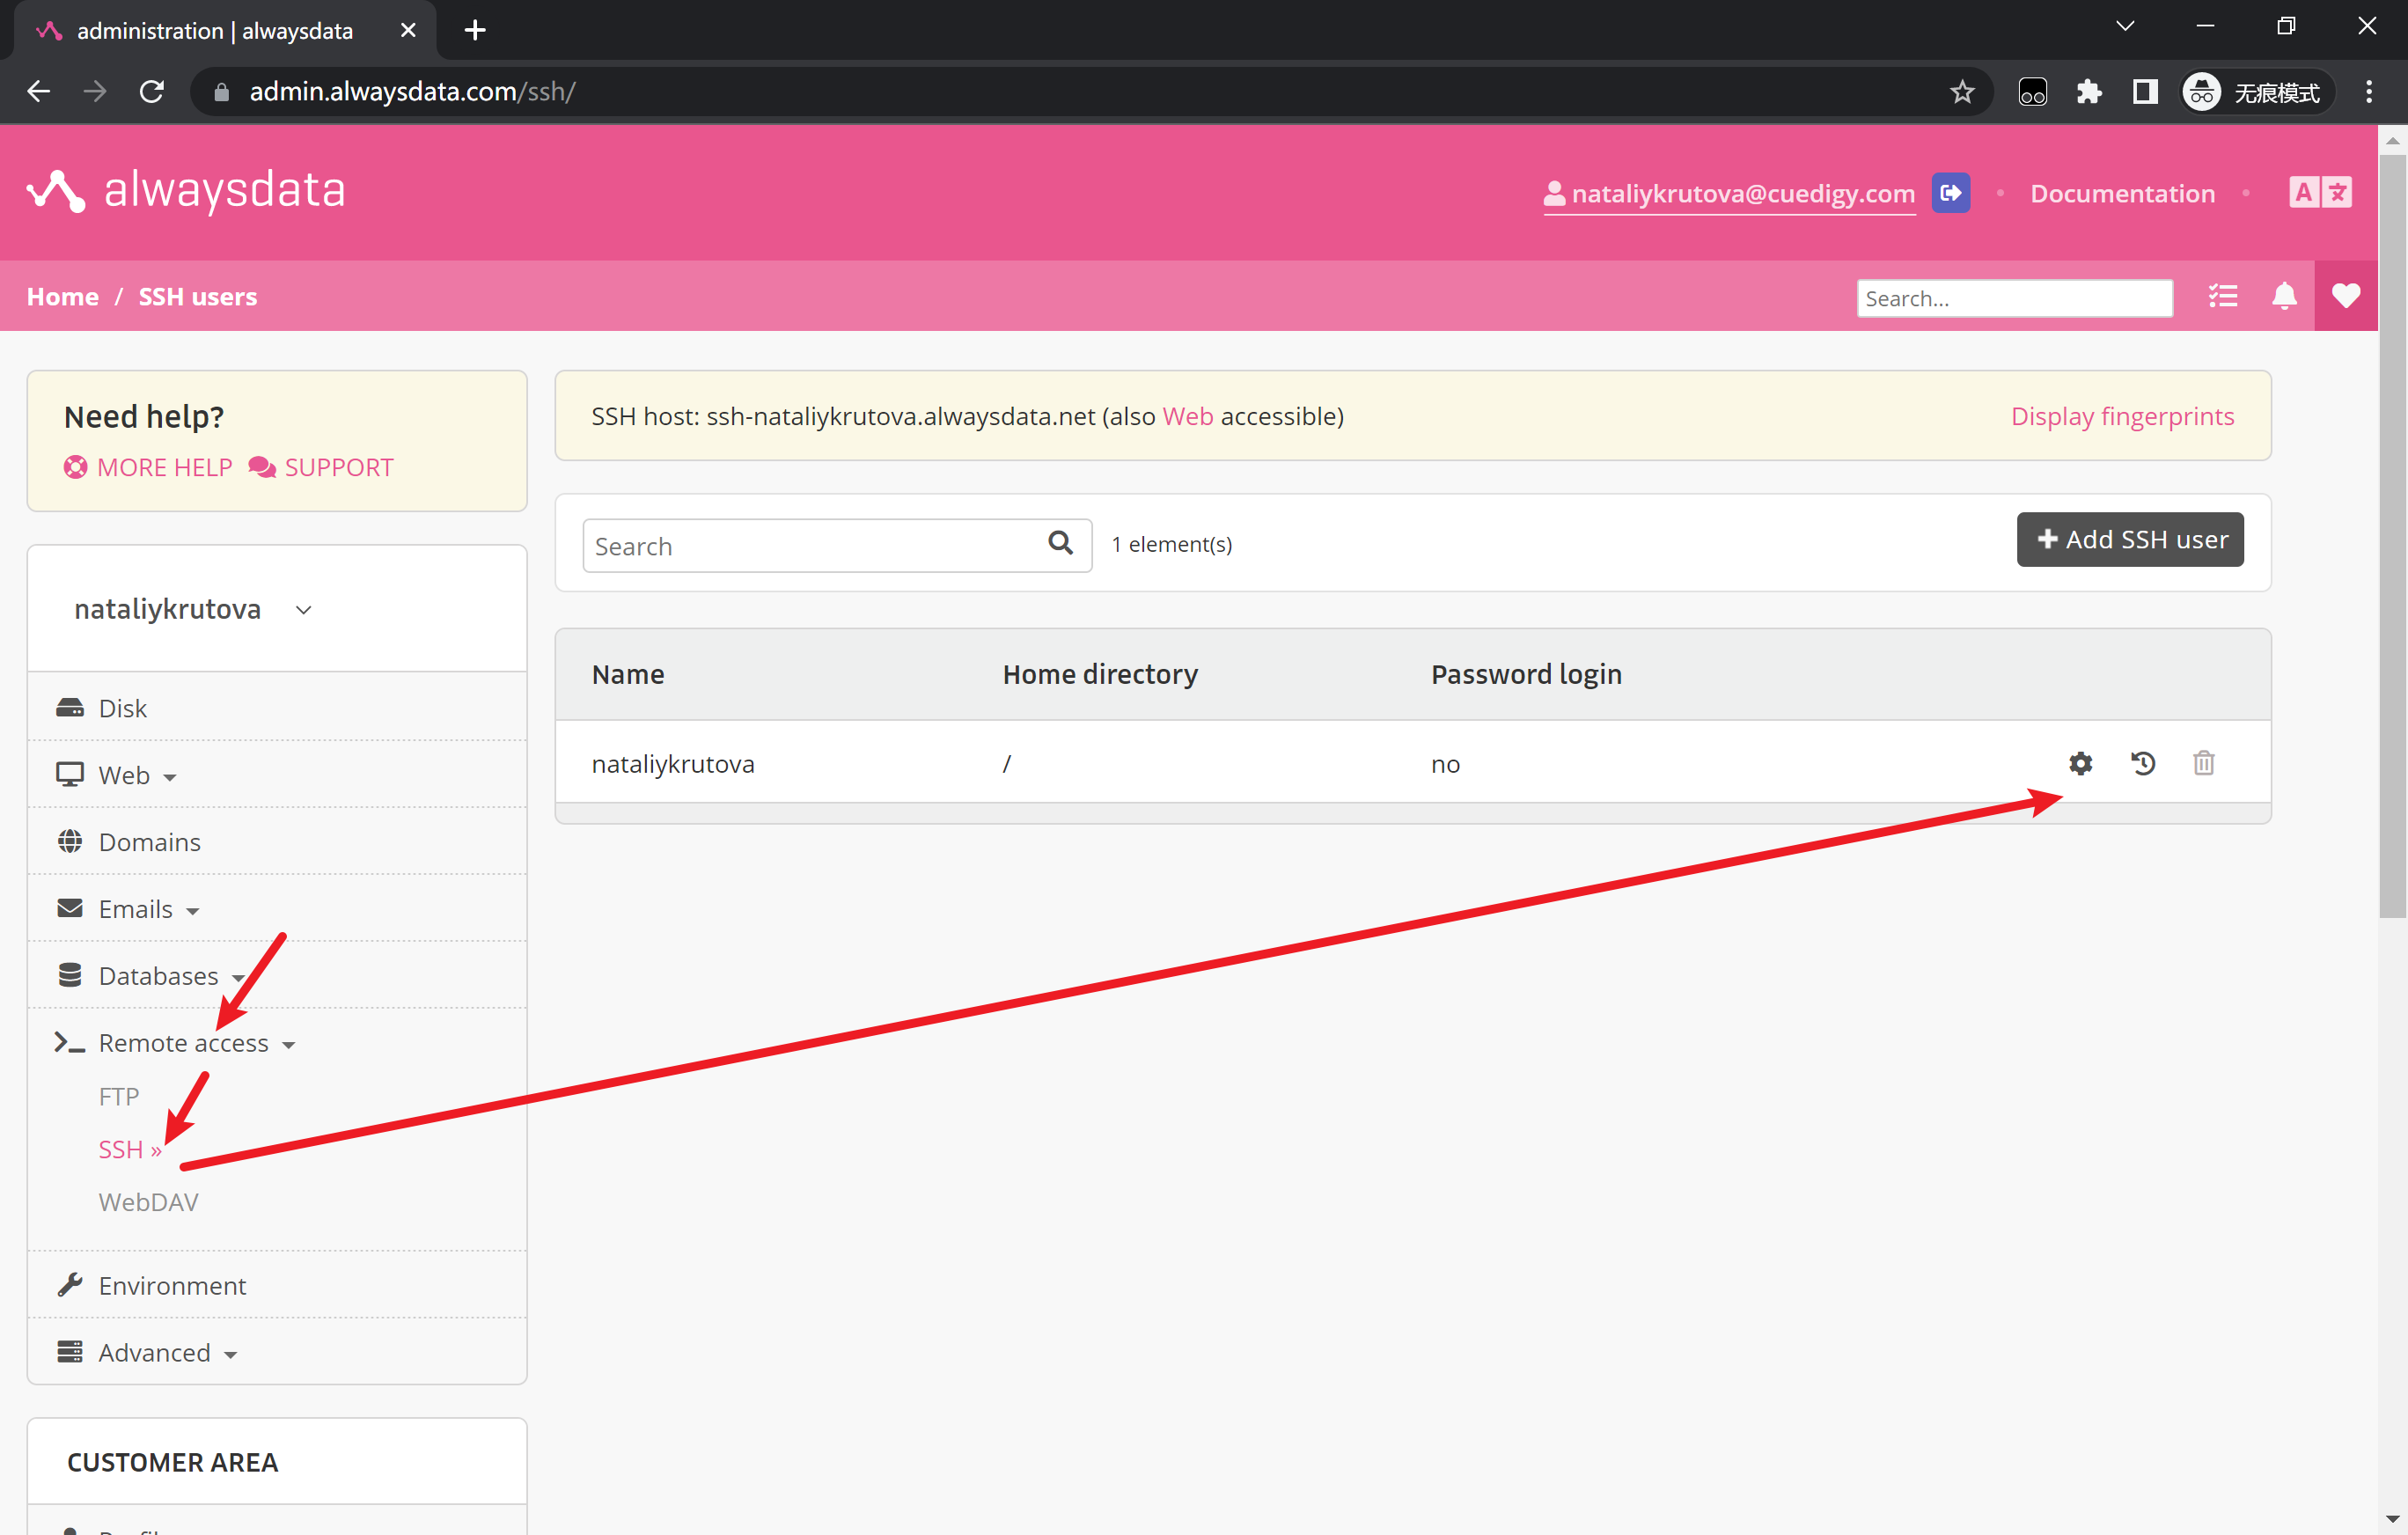 administration | alwaysdata
admin.alwaysdata.com/ssh/
无痕模式
alwaysdata
nataliykrutova@cuedigy.com
Documentation
A
Home / SSH users
Search...
Need help?
MORE HELP SUPPORT
SSH host: ssh-nataliykrutova.alwaysdata.net (also Web accessible)
Display fingerprints
Search
1 element(s)
Add SSH user
nataliykrutova
Name Home directory Password login
nataliykrutova / no
Disk
Web
Domains
Emails
Databases
Remote access
FTP
SSH »
WebDAV
Environment
Advanced
CUSTOMER AREA